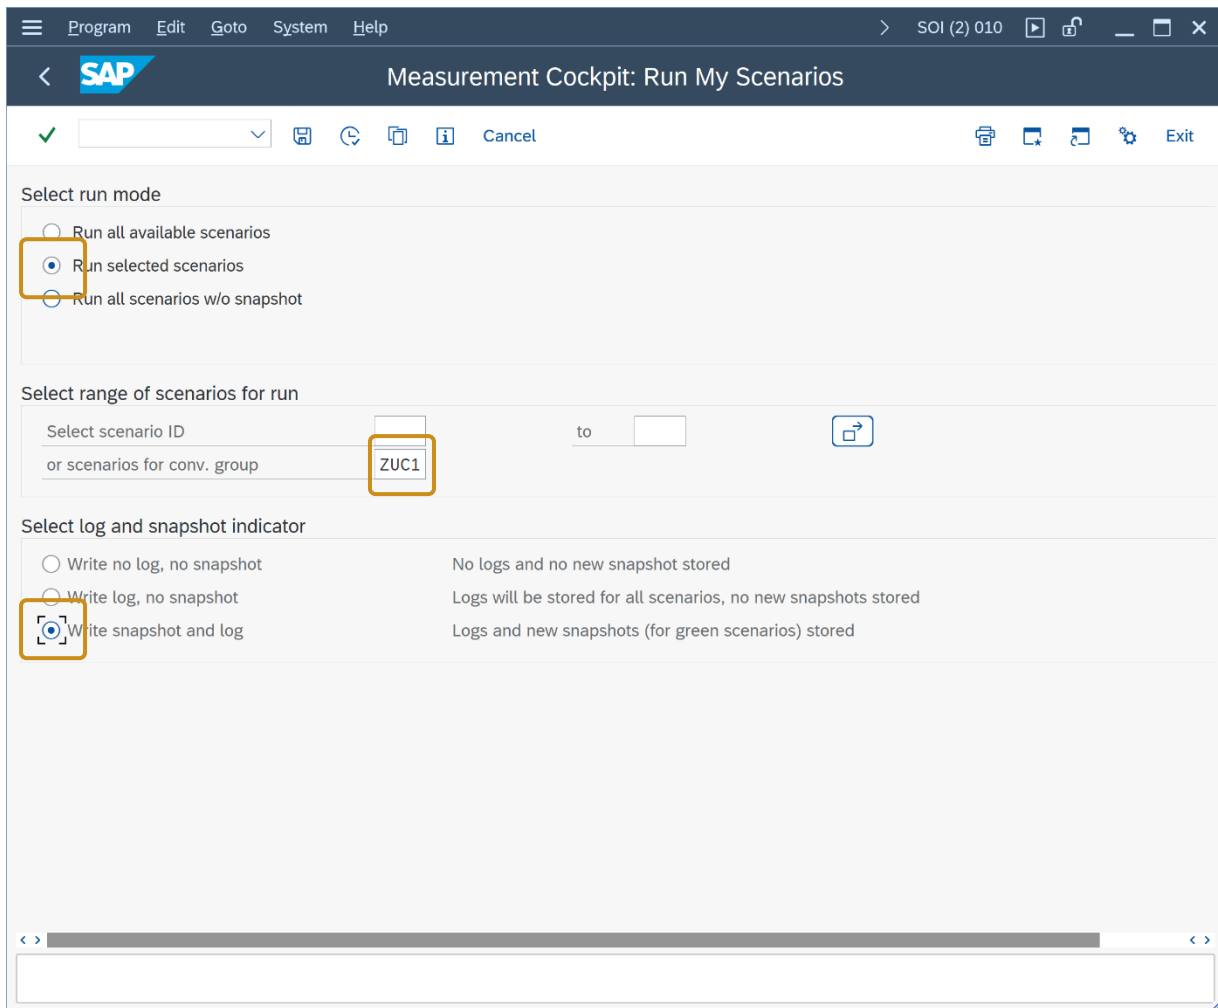 Program Edit Goto System Help SOI (2) 010
SAP Measurement Cockpit: Run My Scenarios
Cancel Exit
Select run mode
Run all available scenarios
Run selected scenarios
Run all scenarios w/o snapshot
Select range of scenarios for run
Select scenario ID to
or scenarios for conv. group ZUC1
Select log and snapshot indicator
Write no log, no snapshot No logs and no new snapshot stored
Write log, no snapshot Logs will be stored for all scenarios, no new snapshots stored
Write snapshot and log Logs and new snapshots (for green scenarios) stored